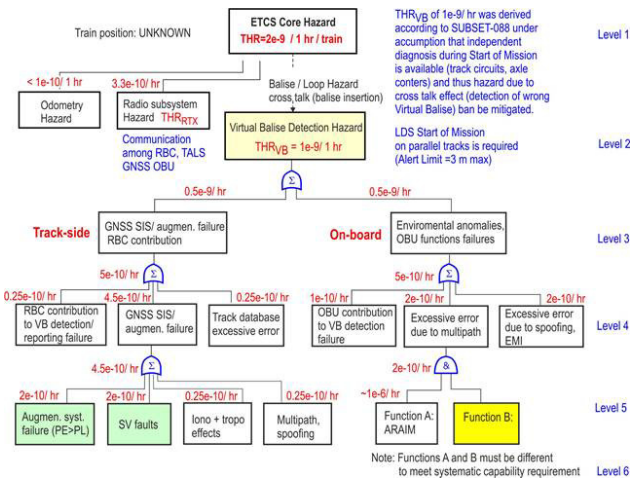 ETCS Core Hazard
THR=2e-9 / 1 hr / train
Train position: UNKNOWN
THRVB of 1e-9/ hr was derived
according to SUBSET-088 under
assumption that independent
diagnosis during Start of Mission
is available (track circuits, axle
conters) and thus hazard due to
cross talk effect (detection of wrong
Virtual Balise) ban be mitigated.
LDS Start of Mission
on parallel tracks is required
(Alert Limit =3 m max)
Level 1
< 1e-10/ 1 hr
3.3e-10/ hr
Odometry
Hazard
Radio subsystem
Hazard THRRTX
Balise / Loop Hazard
cross,talk (balise insertion)
Communication
among RBC, TALS
GNSS OBU
Virtual Balise Detection Hazard
THRVB = 1e-9/ 1 hr
Level 2
Σ
0.5e-9/ hr
0.5e-9/ hr
Track-side
GNSS SIS/ augmen. failure
RBC contribution
On-board
Enviromental anomalies,
OBU functions failures
Level 3
5e-10/ hr
Σ
5e-10/ hr
Σ
0.25e-10/ hr
4.5e-10/ hr
0.25e-10/ hr
1e-10/ hr
2e-10/ hr
2e-10/ hr
RBC contribution
to VB detection/
reporting failure
GNSS SIS/
augmen. failure
Track database
excessive error
OBU contribution
to VB detection
failure
Excessive error
due to multipath
Excessive error
due to spoofing,
EMI
Level 4
4.5e-10/ hr
Σ
2e-10/ hr
&
2e-10/ hr
2e-10/ hr
0.25e-10/ hr
0.25e-10/ hr
~1e-6/ hr
Augmen. syst.
failure (PE>PL)
SV faults
Iono + tropo
effects
Multipath,
spoofing
Function A:
ARAIM
Function B:
Level 5
Note: Functions A and B must be different
to meet systematic capability requirement
Level 6